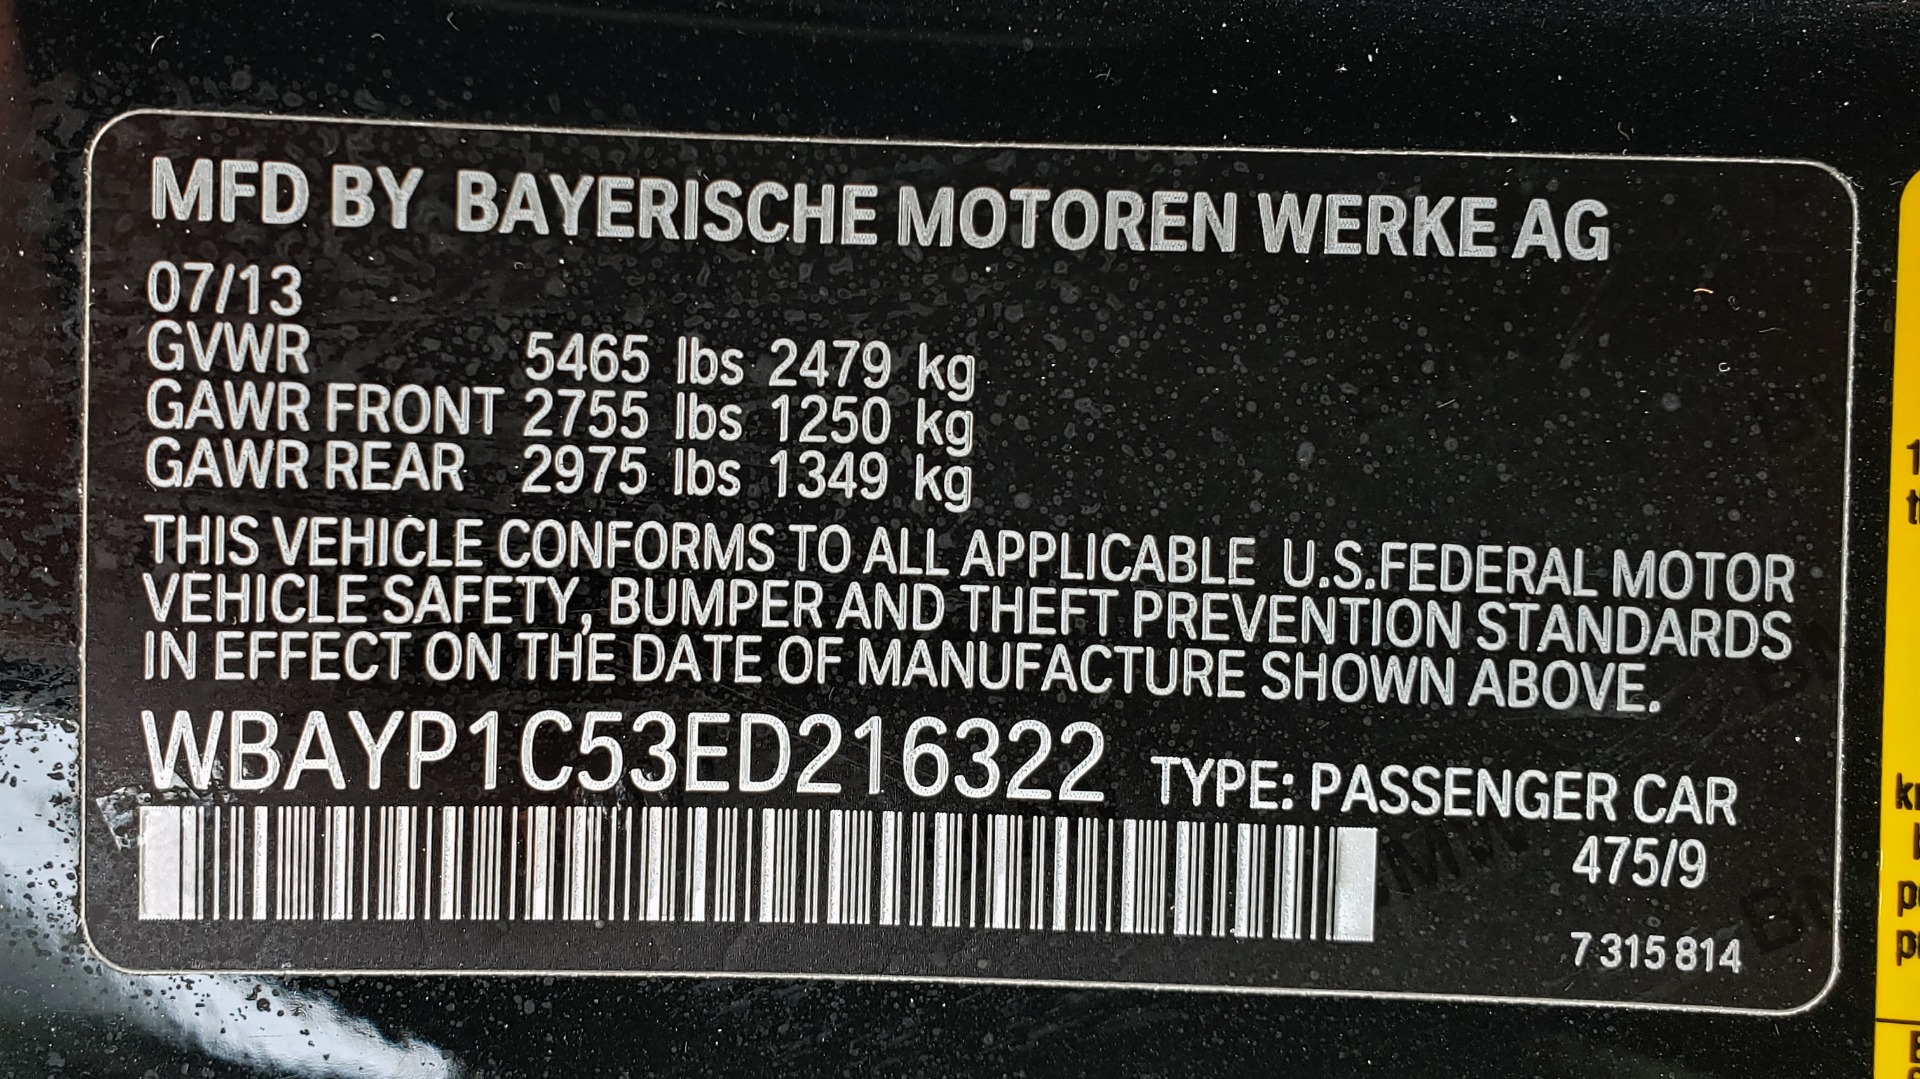 MFD BY BAYERISCHE MOTOREN WERKE AG
07/13
GVWR 5465 lbs 2479 kg
GAWR FRONT 2755 lbs 1250 kg
GAWR REAR 2975 lbs 1349 kg
THIS VEHICLE CONFORMS TO ALL APPLICABLE U.S.FEDERAL MOTOR
VEHICLE SAFETY, BUMPER AND THEFT PREVENTION STANDARDS
IN EFFECT ON THE DATE OF MANUFACTURE SHOWN ABOVE.
WBAYP1C53ED216322 TYPE: PASSENGER CAR
475/9
7 315 814